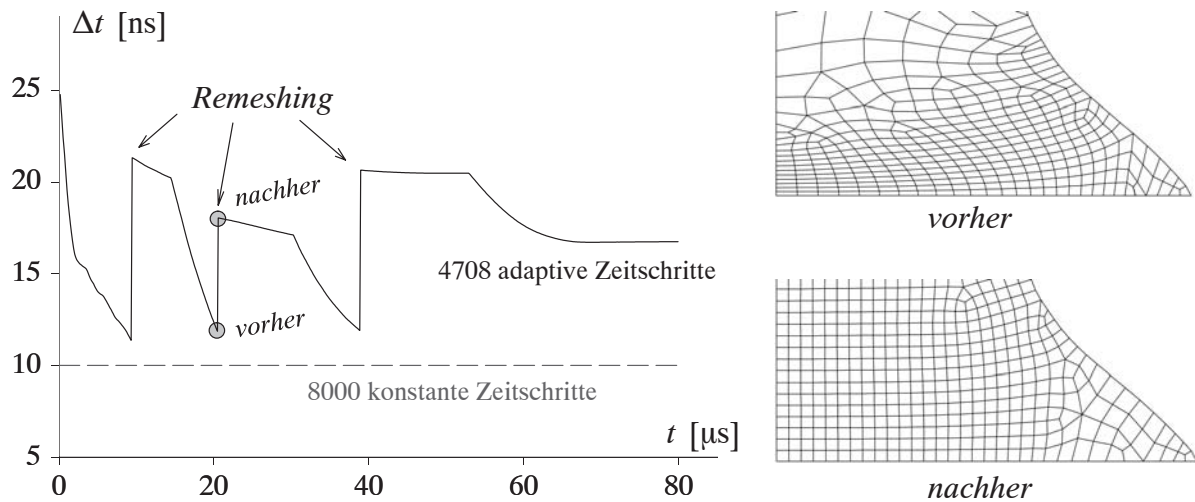 Δt [ns]
25
20
15
10
5
Remeshing
nachher
vorher
4708 adaptive Zeitschritte
8000 konstante Zeitschritte
t [μs]
0
20
40
60
80
vorher
nachher